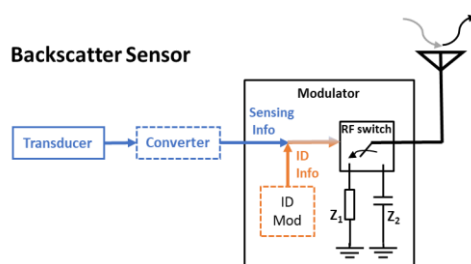 Backscatter Sensor
Modulator
Sensing
Info
RF switch
Transducer
Converter
ID
Info
ID
Mod
Z1
Z2